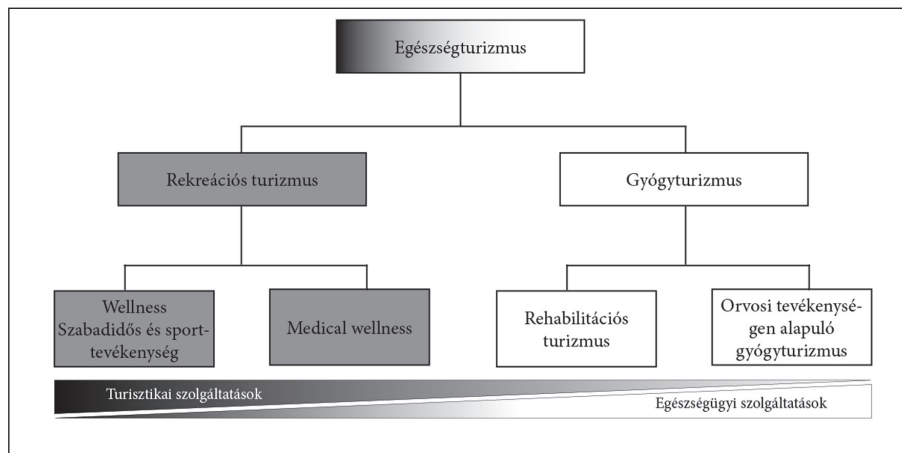 Egészségturizmus
Rekreációs turizmus
Gyógyturizmus
Wellness
Szabadidős és sport-
tevékenység
Medical wellness
Rehabilitációs
turizmus
Orvosi tevékenysé-
gen alapuló
gyógyturizmus
Turisztikai szolgáltatások
Egészségügyi szolgáltatások